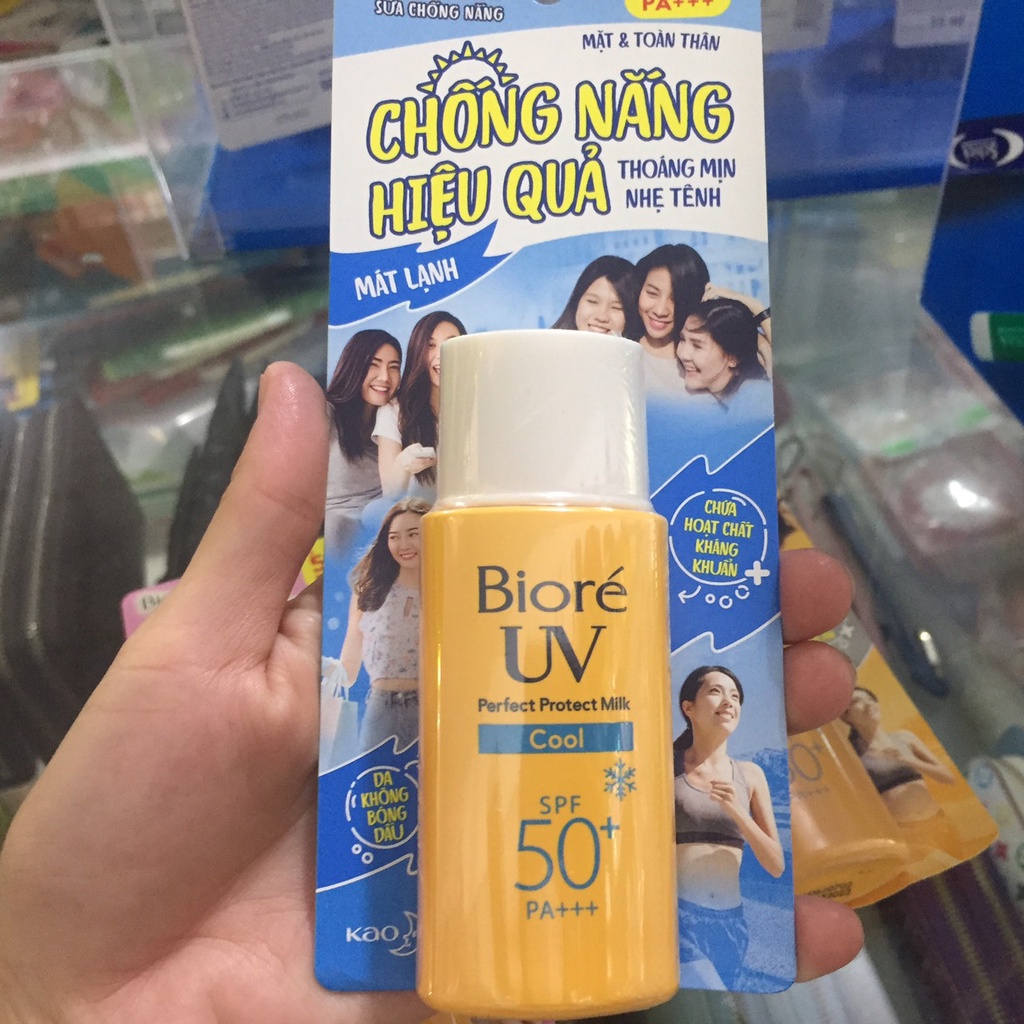 SỮA CHỐNG NẮNG
PA+++
MẶT & TOÀN THÂN
CHỐNG NẮNG
HIỆU QUẢ
THOÁNG MỊN
NHẸ TÊNH
MÁT LẠNH
CHỨA
HOẠT CHẤT
KHÁNG
KHUẨN
Bioré
UV
Perfect Protect Milk
Cool
SPF
50+
PA+++
DA
KHÔNG
BÓNG
DẦU
Kao
50+